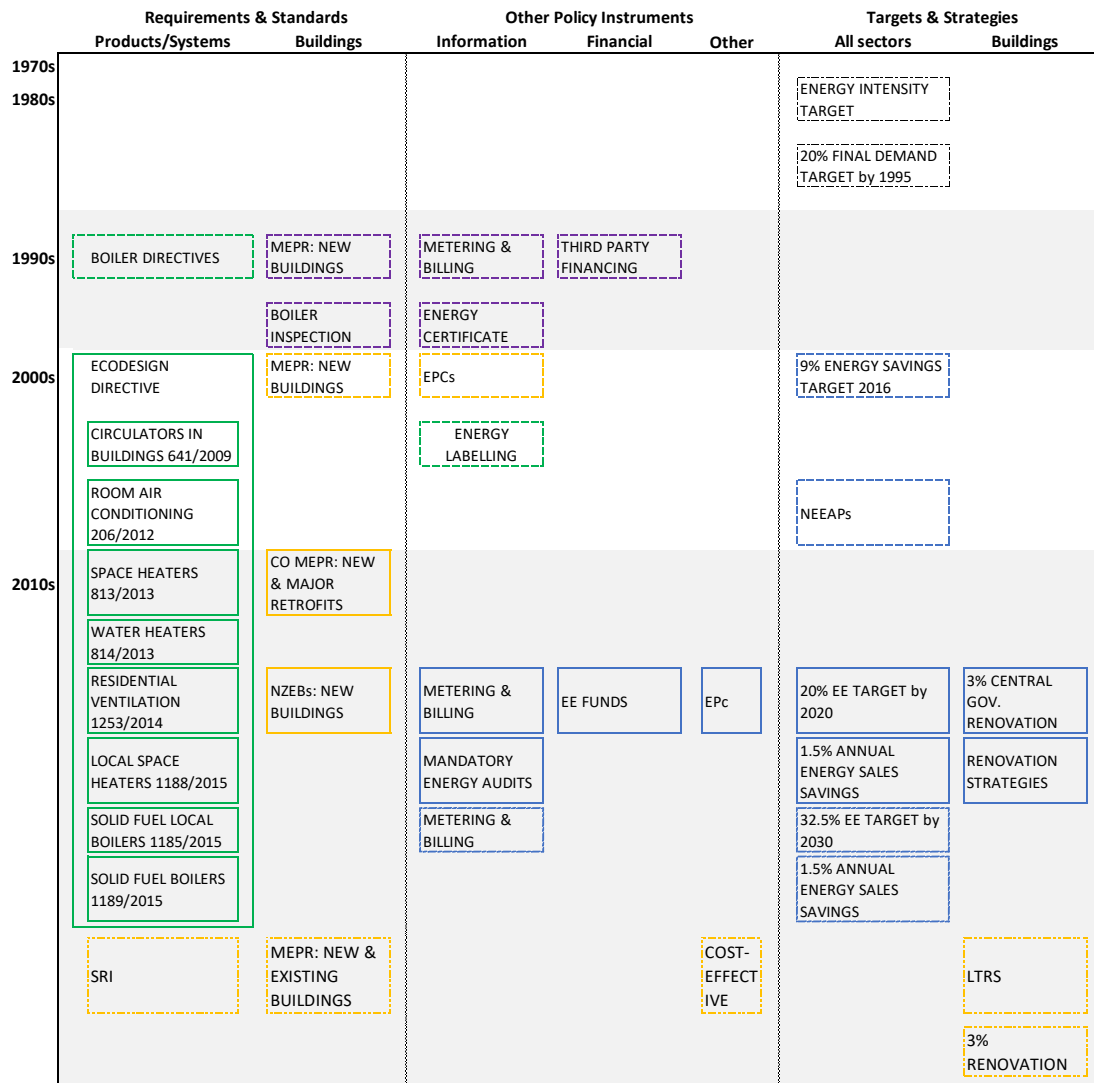 Requirements & Standards
Other Policy Instruments
Targets & Strategies
Products/Systems
Buildings
Information
Financial
Other
All sectors
Buildings
1970s
1980s
ENERGY INTENSITY
TARGET
20% FINAL DEMAND
TARGET by 1995
1990s
BOILER DIRECTIVES
MEPR: NEW
BUILDINGS
METERING &
BILLING
THIRD PARTY
FINANCING
BOILER
INSPECTION
ENERGY
CERTIFICATE
2000s
ECODESIGN
DIRECTIVE
MEPR: NEW
BUILDINGS
EPCs
9% ENERGY SAVINGS
TARGET 2016
CIRCULATORS IN
BUILDINGS 641/2009
ENERGY
LABELLING
ROOM AIR
CONDITIONING
206/2012
NEEAPs
2010s
SPACE HEATERS
813/2013
CO MEPR: NEW
& MAJOR
RETROFITS
WATER HEATERS
814/2013
RESIDENTIAL
VENTILATION
1253/2014
NZEBs: NEW
BUILDINGS
METERING &
BILLING
EE FUNDS
EPc
20% EE TARGET by
2020
3% CENTRAL
GOV.
RENOVATION
LOCAL SPACE
HEATERS 1188/2015
MANDATORY
ENERGY AUDITS
1.5% ANNUAL
ENERGY SALES
SAVINGS
RENOVATION
STRATEGIES
SOLID FUEL LOCAL
BOILERS 1185/2015
METERING &
BILLING
32.5% EE TARGET by
2030
SOLID FUEL BOILERS
1189/2015
1.5% ANNUAL
ENERGY SALES
SAVINGS
SRI
MEPR: NEW &
EXISTING
BUILDINGS
COST-
EFFECT
IVE
LTRS
3%
RENOVATION